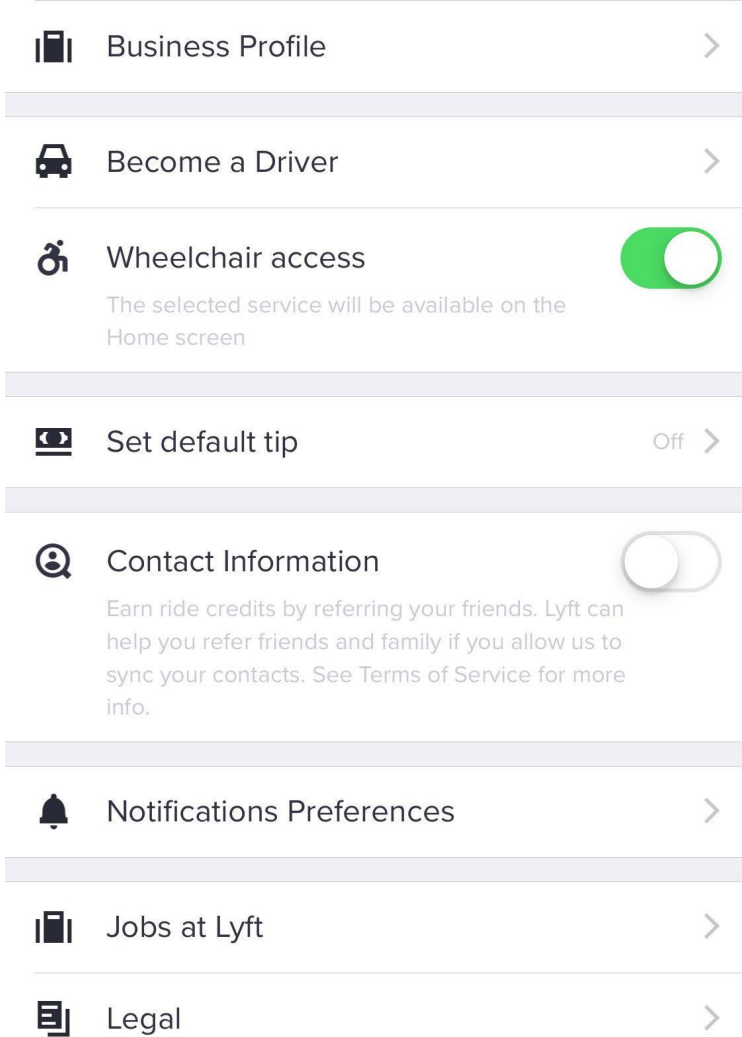 Business Profile
Become a Driver
Wheelchair access
The selected service will be available on the
Home screen
Set default tip Off
Contact Information
Earn ride credits by referring your friends. Lyft can
help you refer friends and family if you allow us to
sync your contacts. See Terms of Service for more
info.
Notifications Preferences
Jobs at Lyft
Legal